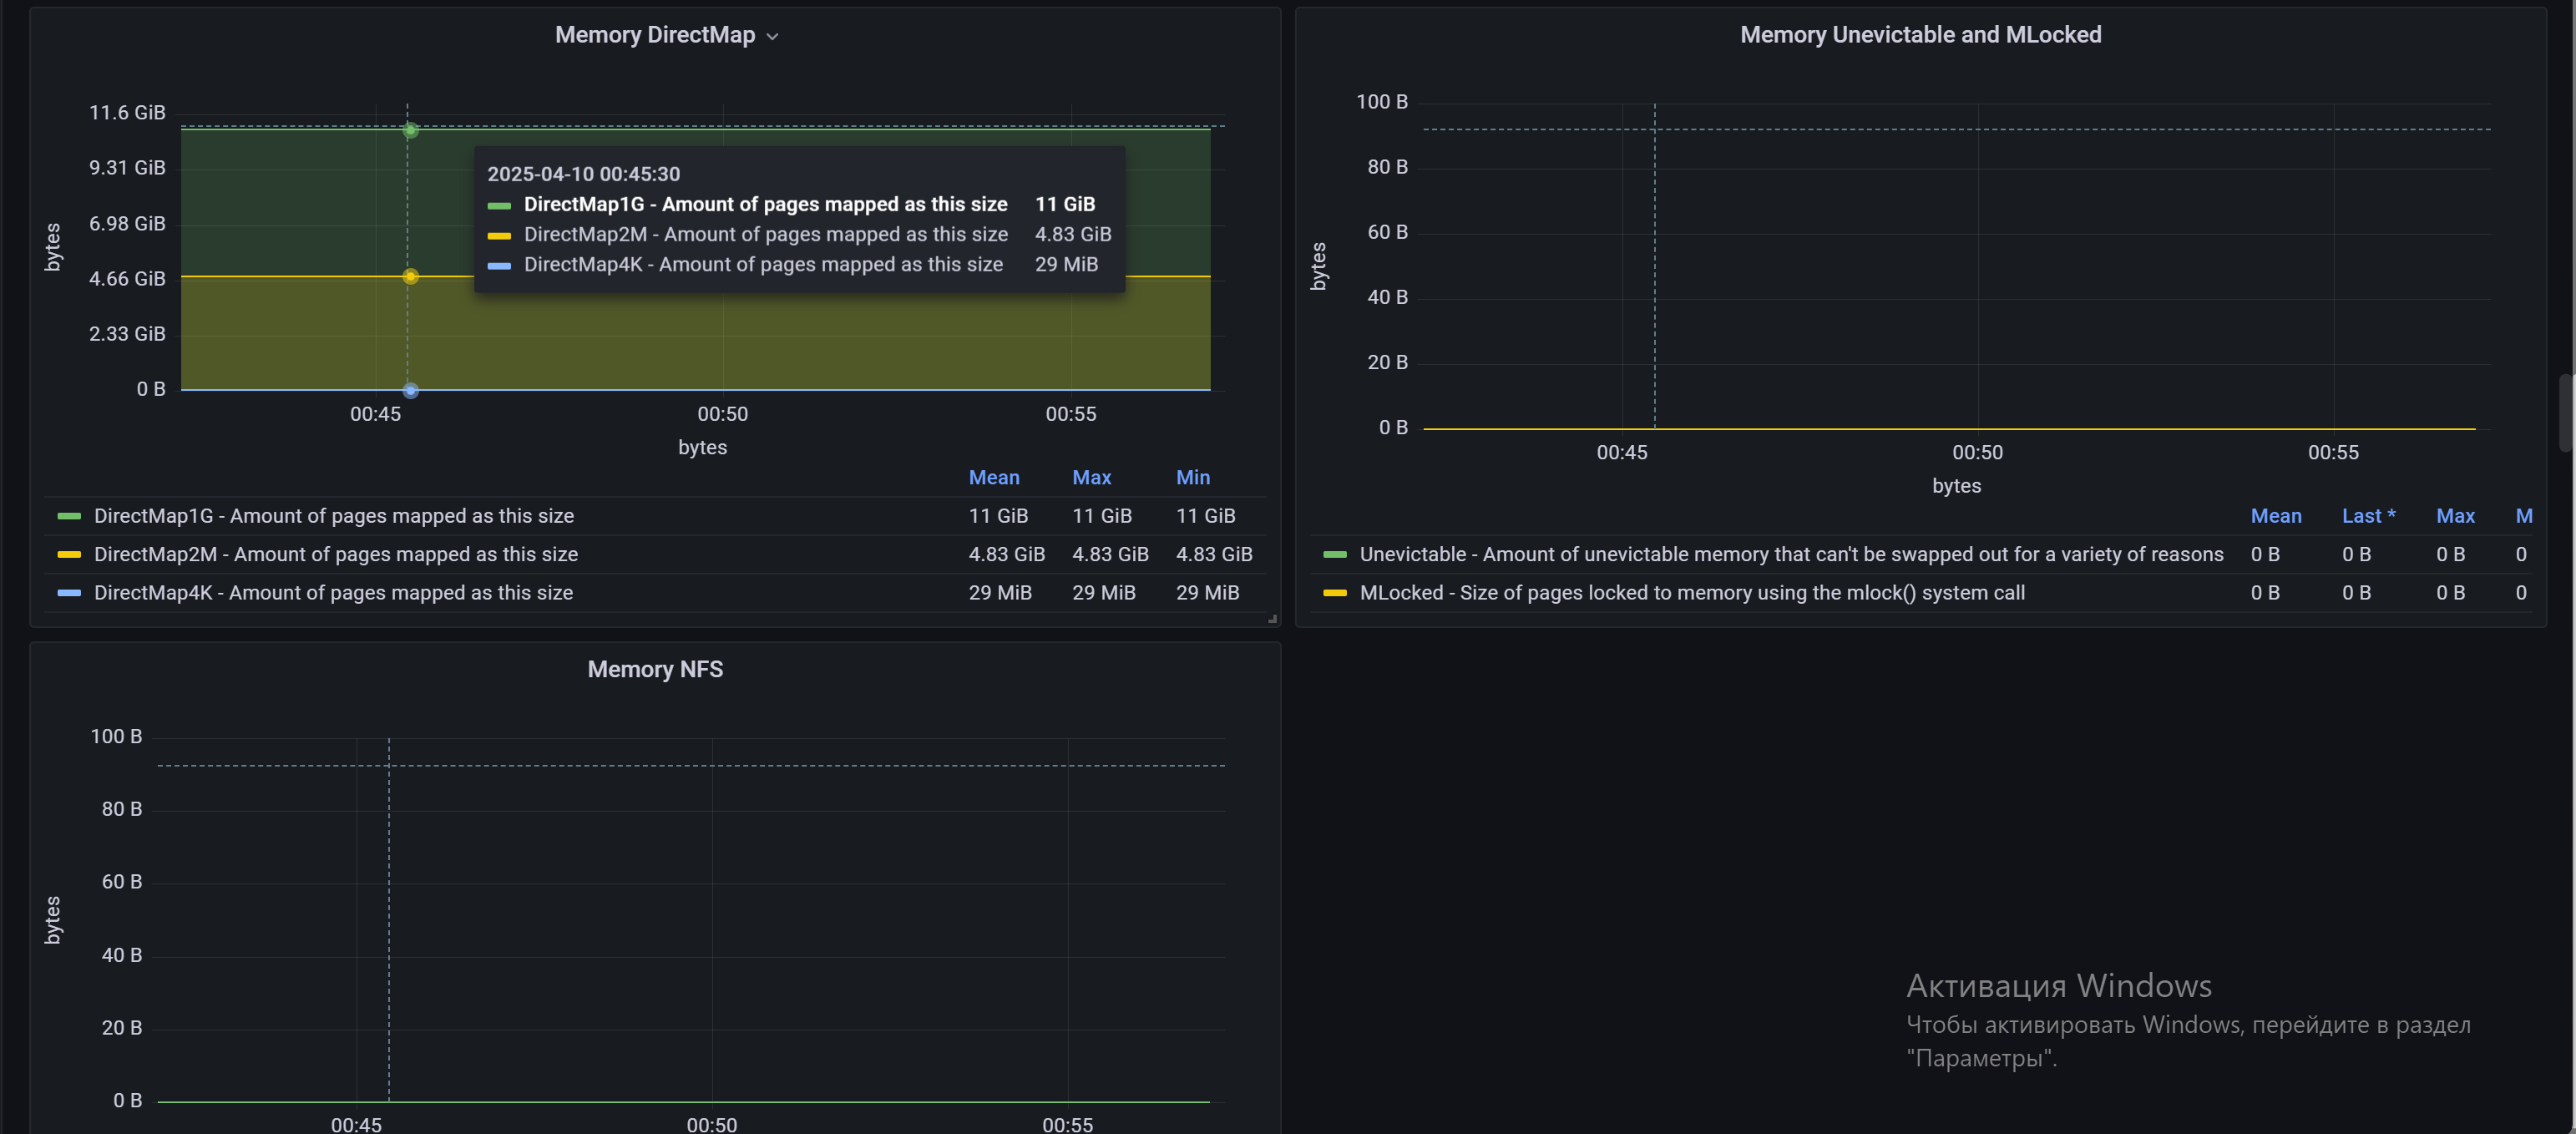 Memory DirectMap
11.6 GiB
9.31 GiB
6.98 GiB
4.66 GiB
2.33 GiB
0 B
bytes
2025-04-10 00:45:30
DirectMap1G - Amount of pages mapped as this size 11 GiB
DirectMap2M - Amount of pages mapped as this size 4.83 GiB
DirectMap4K - Amount of pages mapped as this size 29 MiB
00:45 00:50 00:55
bytes
Mean Max Min
DirectMap1G - Amount of pages mapped as this size 11 GiB 11 GiB 11 GiB
DirectMap2M - Amount of pages mapped as this size 4.83 GiB 4.83 GiB 4.83 GiB
DirectMap4K - Amount of pages mapped as this size 29 MiB 29 MiB 29 MiB
Memory Unevictable and MLocked
100 B
80 B
60 B
40 B
20 B
0 B
bytes
00:45 00:50 00:55
bytes
Mean Last * Max M
Unevictable - Amount of unevictable memory that can't be swapped out for a variety of reasons 0 B 0 B 0 B 0
MLocked - Size of pages locked to memory using the mlock() system call 0 B 0 B 0 B 0
Memory NFS
100 B
80 B
60 B
40 B
20 B
0 B
bytes
00:45 00:50 00:55
Активация Windows
Чтобы активировать Windows, перейдите в раздел
"Параметры".